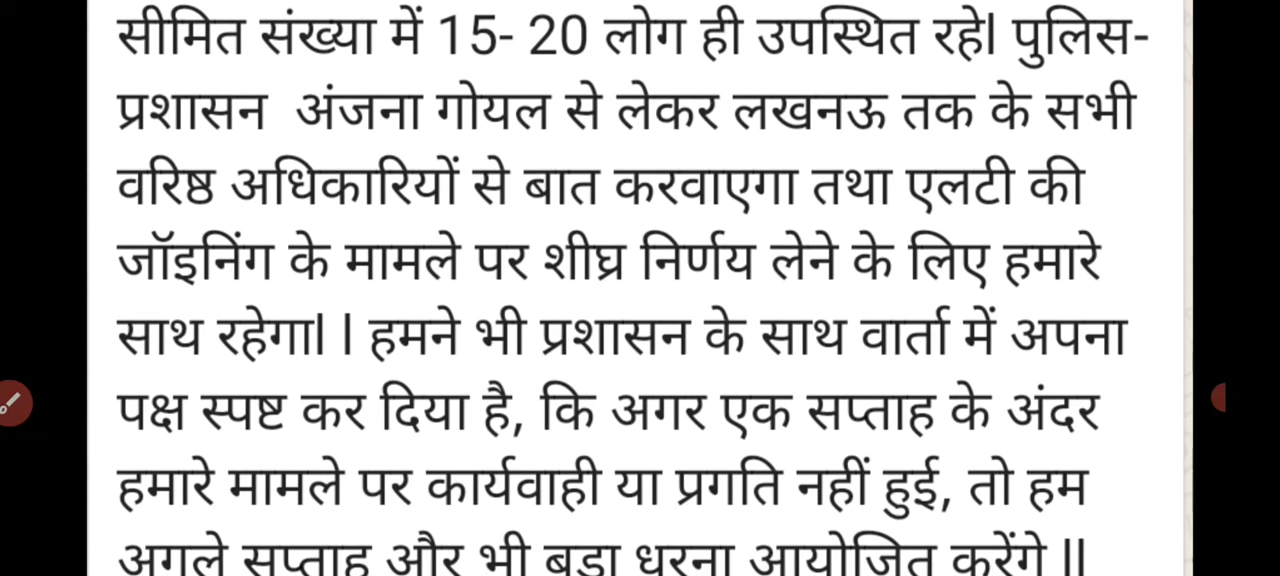 सीमित संख्या में 15- 20 लोग ही उपस्थित रहे| पुलिस-
प्रशासन  अंजना गोयल से लेकर लखनऊ तक के सभी
वरिष्ठ अधिकारियों से बात करवाएगा तथा एलटी की
जॉइनिंग के मामले पर शीघ्र निर्णय लेने के लिए हमारे
साथ रहेगा| | हमने भी प्रशासन के साथ वार्ता में अपना
पक्ष स्पष्ट कर दिया है, कि अगर एक सप्ताह के अंदर
हमारे मामले पर कार्यवाही या प्रगति नहीं हुई, तो हम
अगले सप्ताह और भी बड़ा धरना आयोजित करेंगे ||